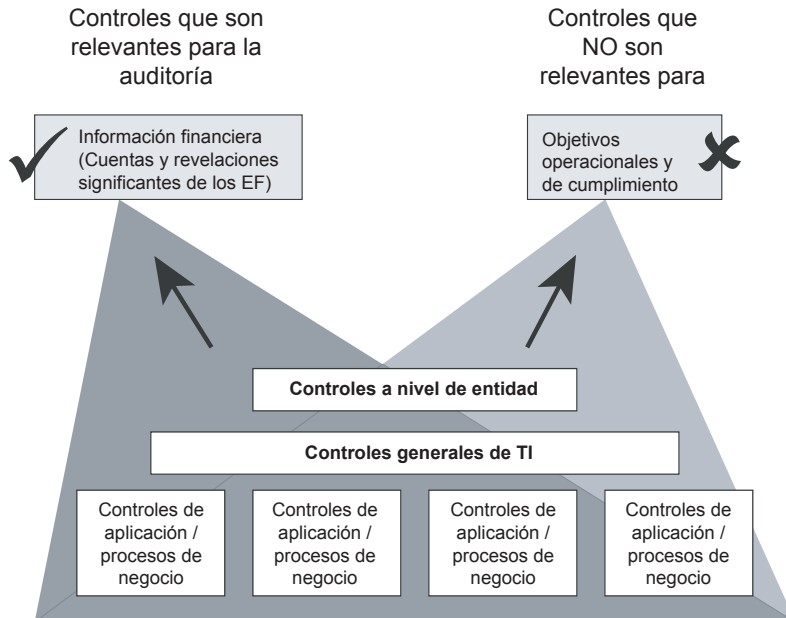 Controles que son
relevantes para la
auditoría
Controles que
NO son
relevantes para
Información financiera
(Cuentas y revelaciones
significantes de los EF)
Objetivos
operacionales y
de cumplimiento
Controles a nivel de entidad
Controles generales de TI
Controles de
aplicación /
procesos de
negocio
Controles de
aplicación /
procesos de
negocio
Controles de
aplicación /
procesos de
negocio
Controles de
aplicación /
procesos de
negocio